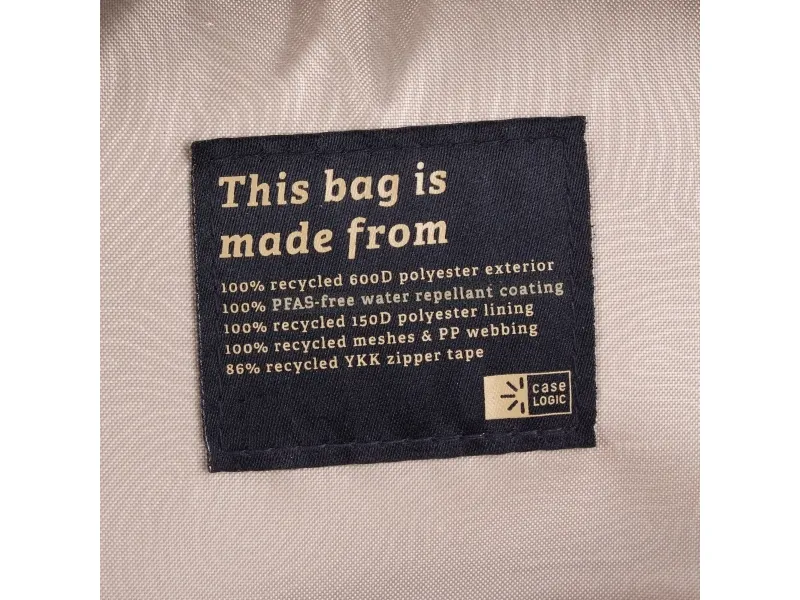 This bag is
made from
100% recycled 600D polyester exterior
100% PFAS-free water repellant coating
100% recycled 150D polyester lining
100% recycled meshes & PP webbing
86% recycled YKK zipper tape
case
LOGIC